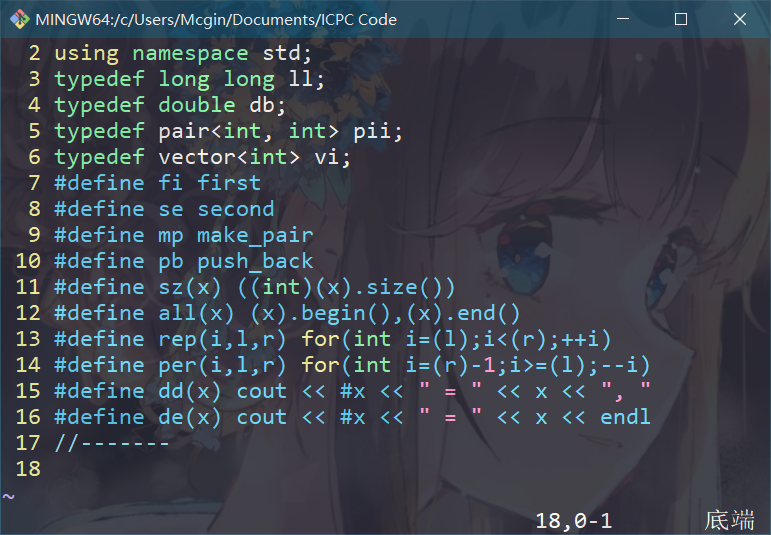 MINGW64:/c/Users/Mcgin/Documents/ICPC Code
2 using namespace std;
3 typedef long long ll;
4 typedef double db;
5 typedef pair<int, int> pii;
6 typedef vector<int> vi;
7 #define fi first
8 #define se second
9 #define mp make_pair
10 #define pb push_back
11 #define sz(x) ((int)(x).size())
12 #define all(x) (x).begin(),(x).end()
13 #define rep(i,l,r) for(int i=(l);i<(r);++i)
14 #define per(i,l,r) for(int i=(r)-1;i>=(l);--i)
15 #define dd(x) cout << #x << " = " << x << ", "
16 #define de(x) cout << #x << " = " << x << endl
17 //-------
18
~
18,0-1 底端